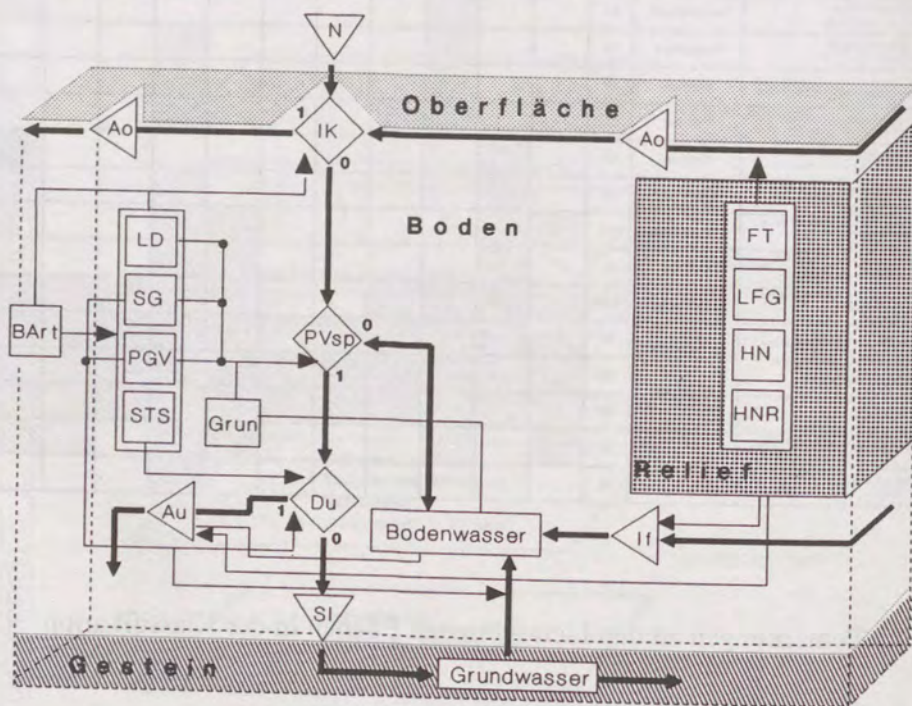 N
Oberfläche
Ao
1
IK
Ao
0
Boden
LD
FT
SG
LFG
BArt
PVsp
0
PGV
1
HN
STS
Grun
HNR
Relief
Au
1
Du
Bodenwasser
If
0
SI
Gestein
Grundwasser